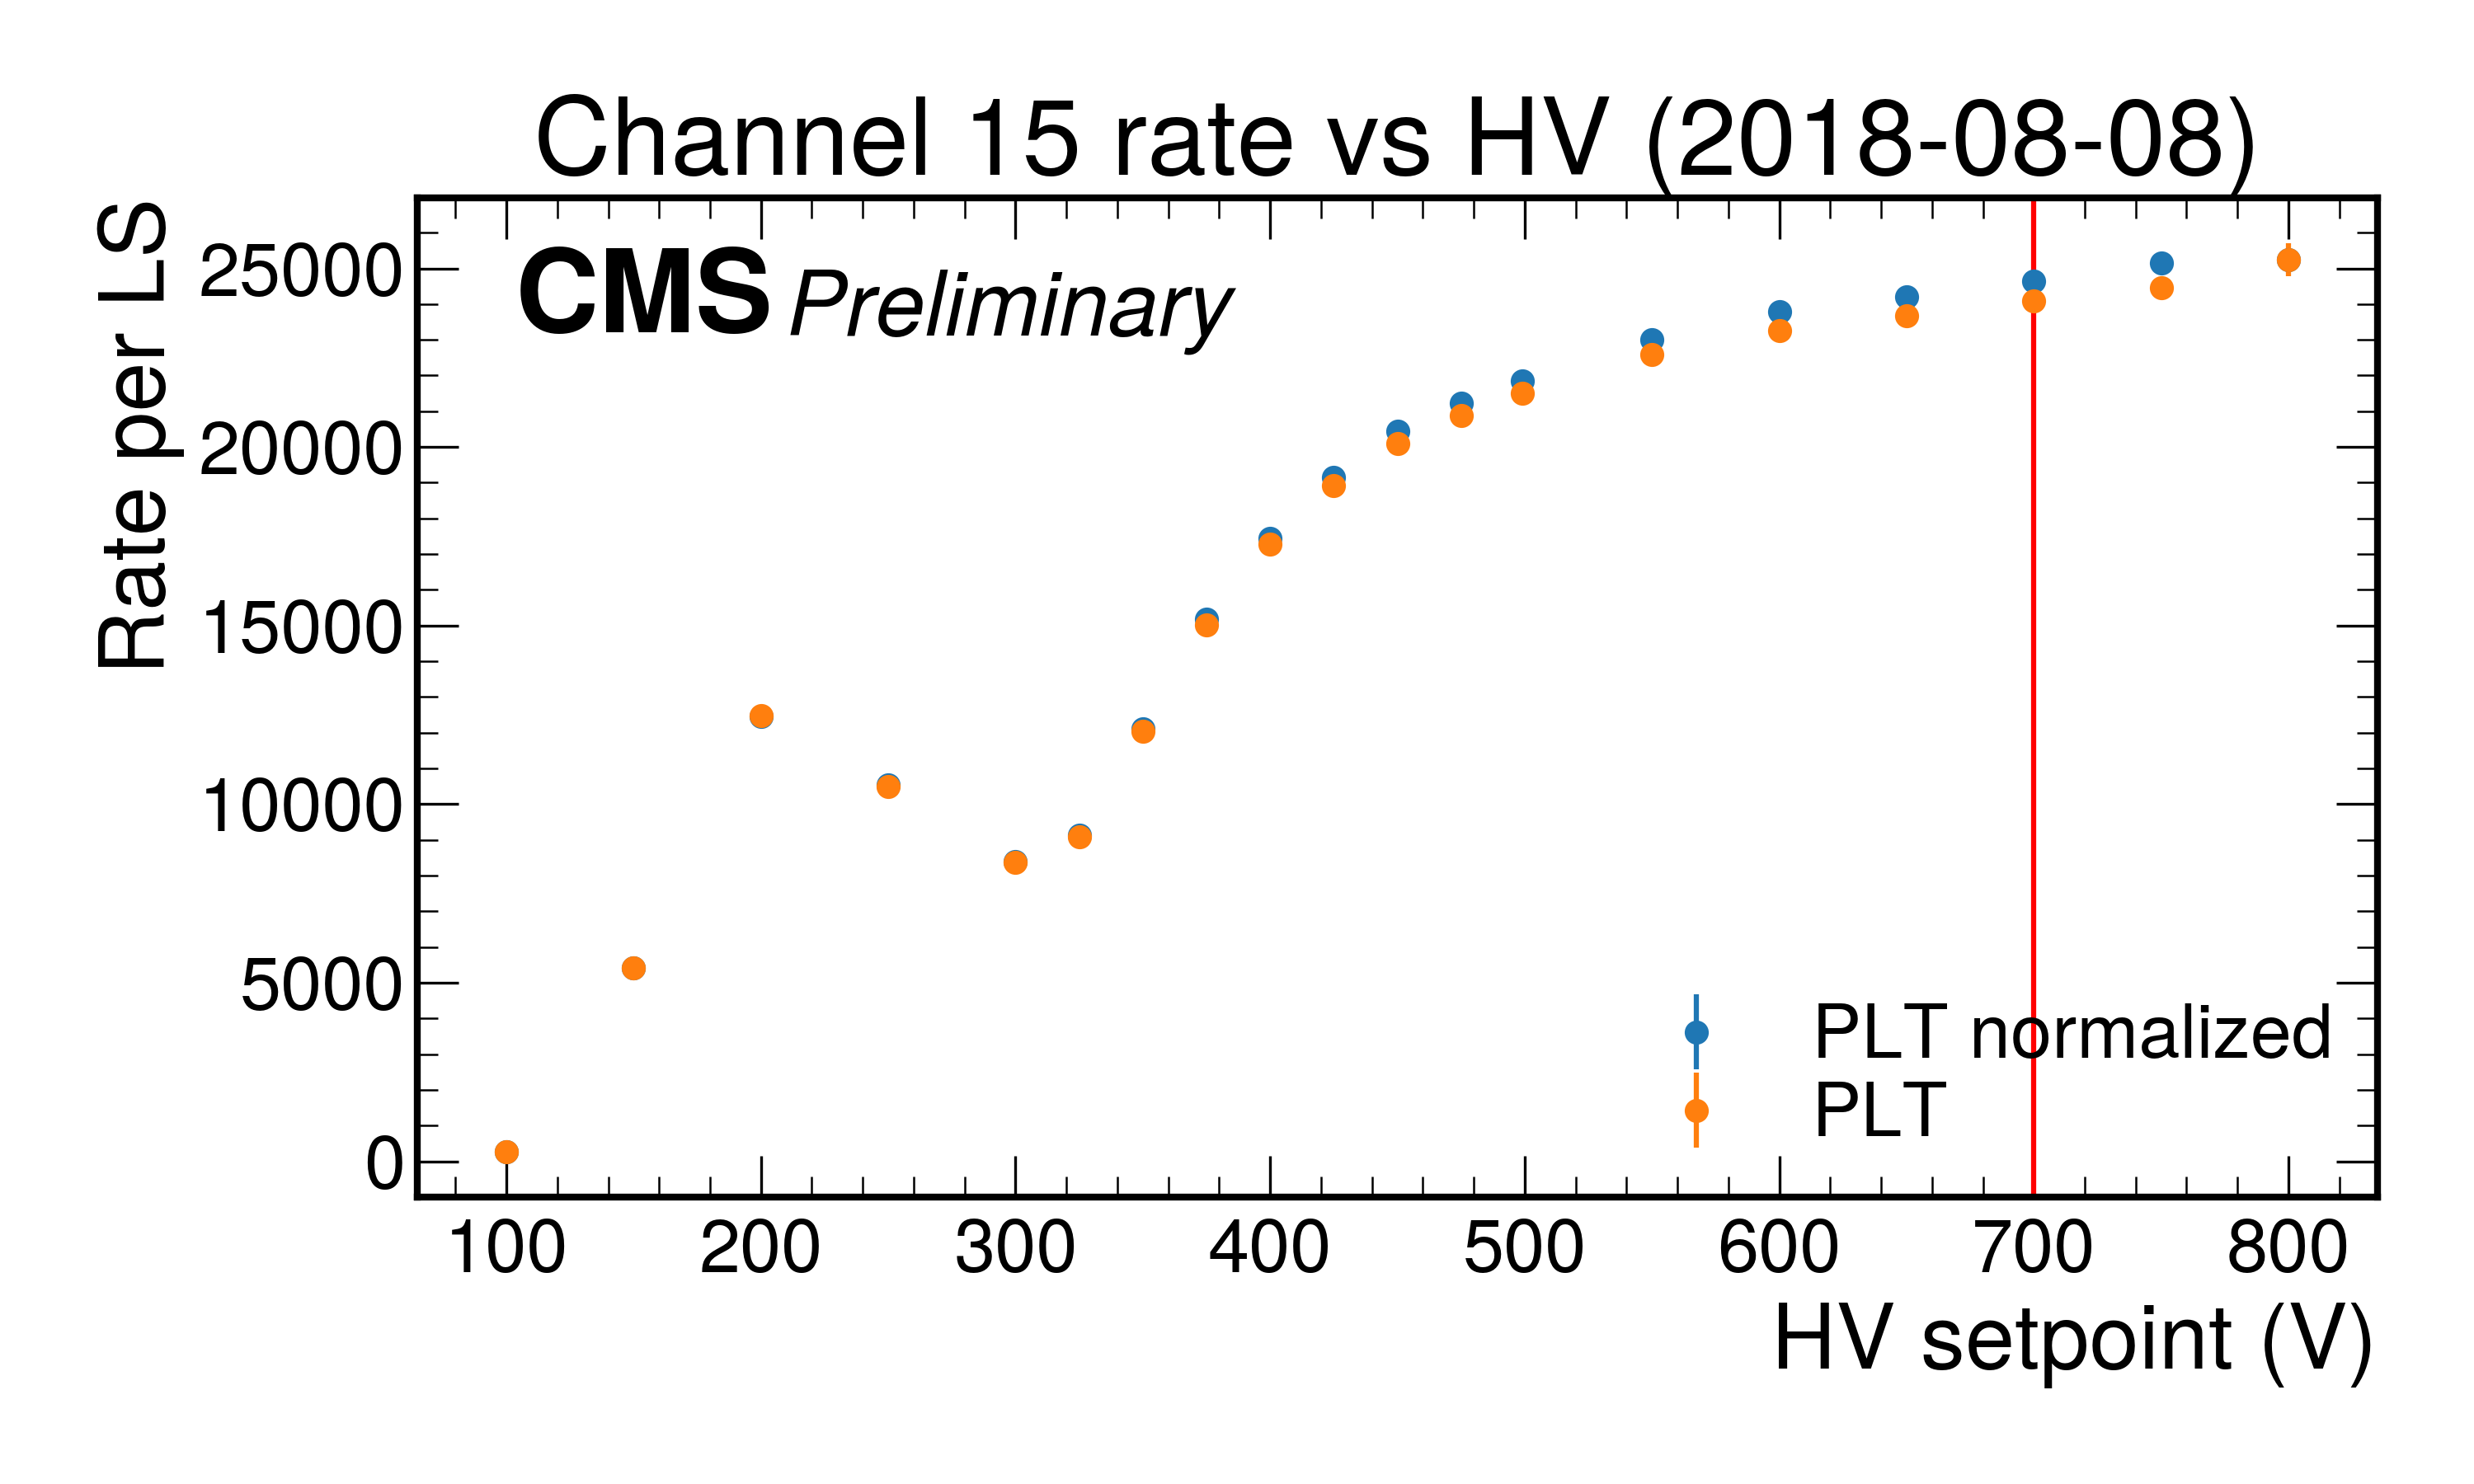 Channel 15 rate vs HV (2018-08-08)
CMS Preliminary
Rate per LS
25000
20000
15000
10000
5000
0
PLT normalized
PLT
100 200 300 400 500 600 700 800
HV setpoint (V)